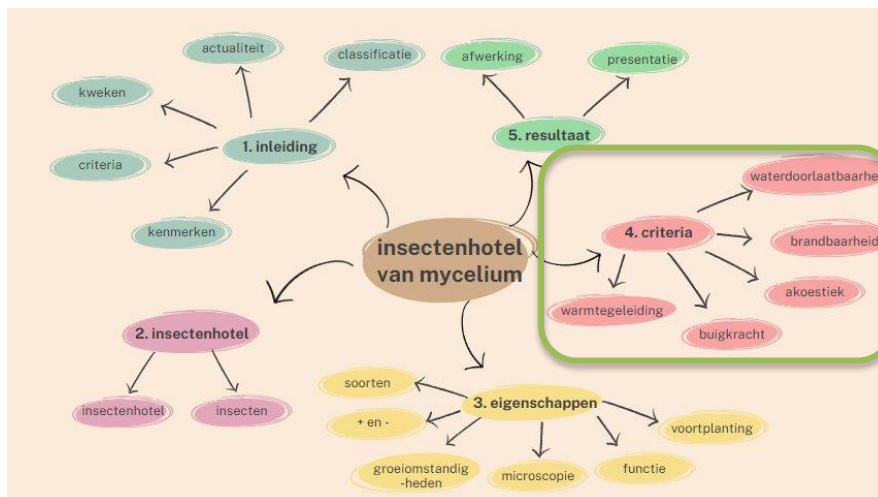 actualiteit
classificatie
kweken
1. inleiding
criteria
kenmerken
afwerking
presentatie
5. resultaat
insectenhotel
van mycelium
waterdoorlaatbaarhe
4. criteria
brandbaarheid
akoestiek
warmtegeleiding
buigkracht
2. insectenhotel
insectenhotel
insecten
soorten
3. eigenschappen
+ en -
voortplanting
groeiomstandig
-heden
microscopie
functie